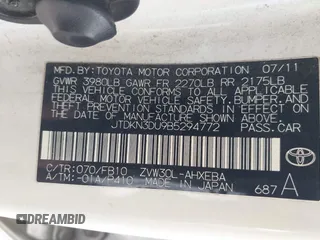 MFD.BY: TOYOTA MOTOR CORPORATION 07/11
GVWR 3980LB GAWR FR 2270LB RR 2175LB
THIS VEHICLE CONFORMS TO ALL APPLICABLE FEDERAL MOTOR
VEHICLE SAFETY, BUMPER, AND THEFT PREVENTION STANDARDS
IN EFFECT ON THE DATE OF MANUFACTURE SHOWN ABOVE.
JTDKN3DU9B5294772 PASS.CAR
C/TR:070/FB10 ZVW30L-AHXEBA
A/TM:-01A/P410 MADE IN JAPAN 687 A
TOYOTA
DREAMBID